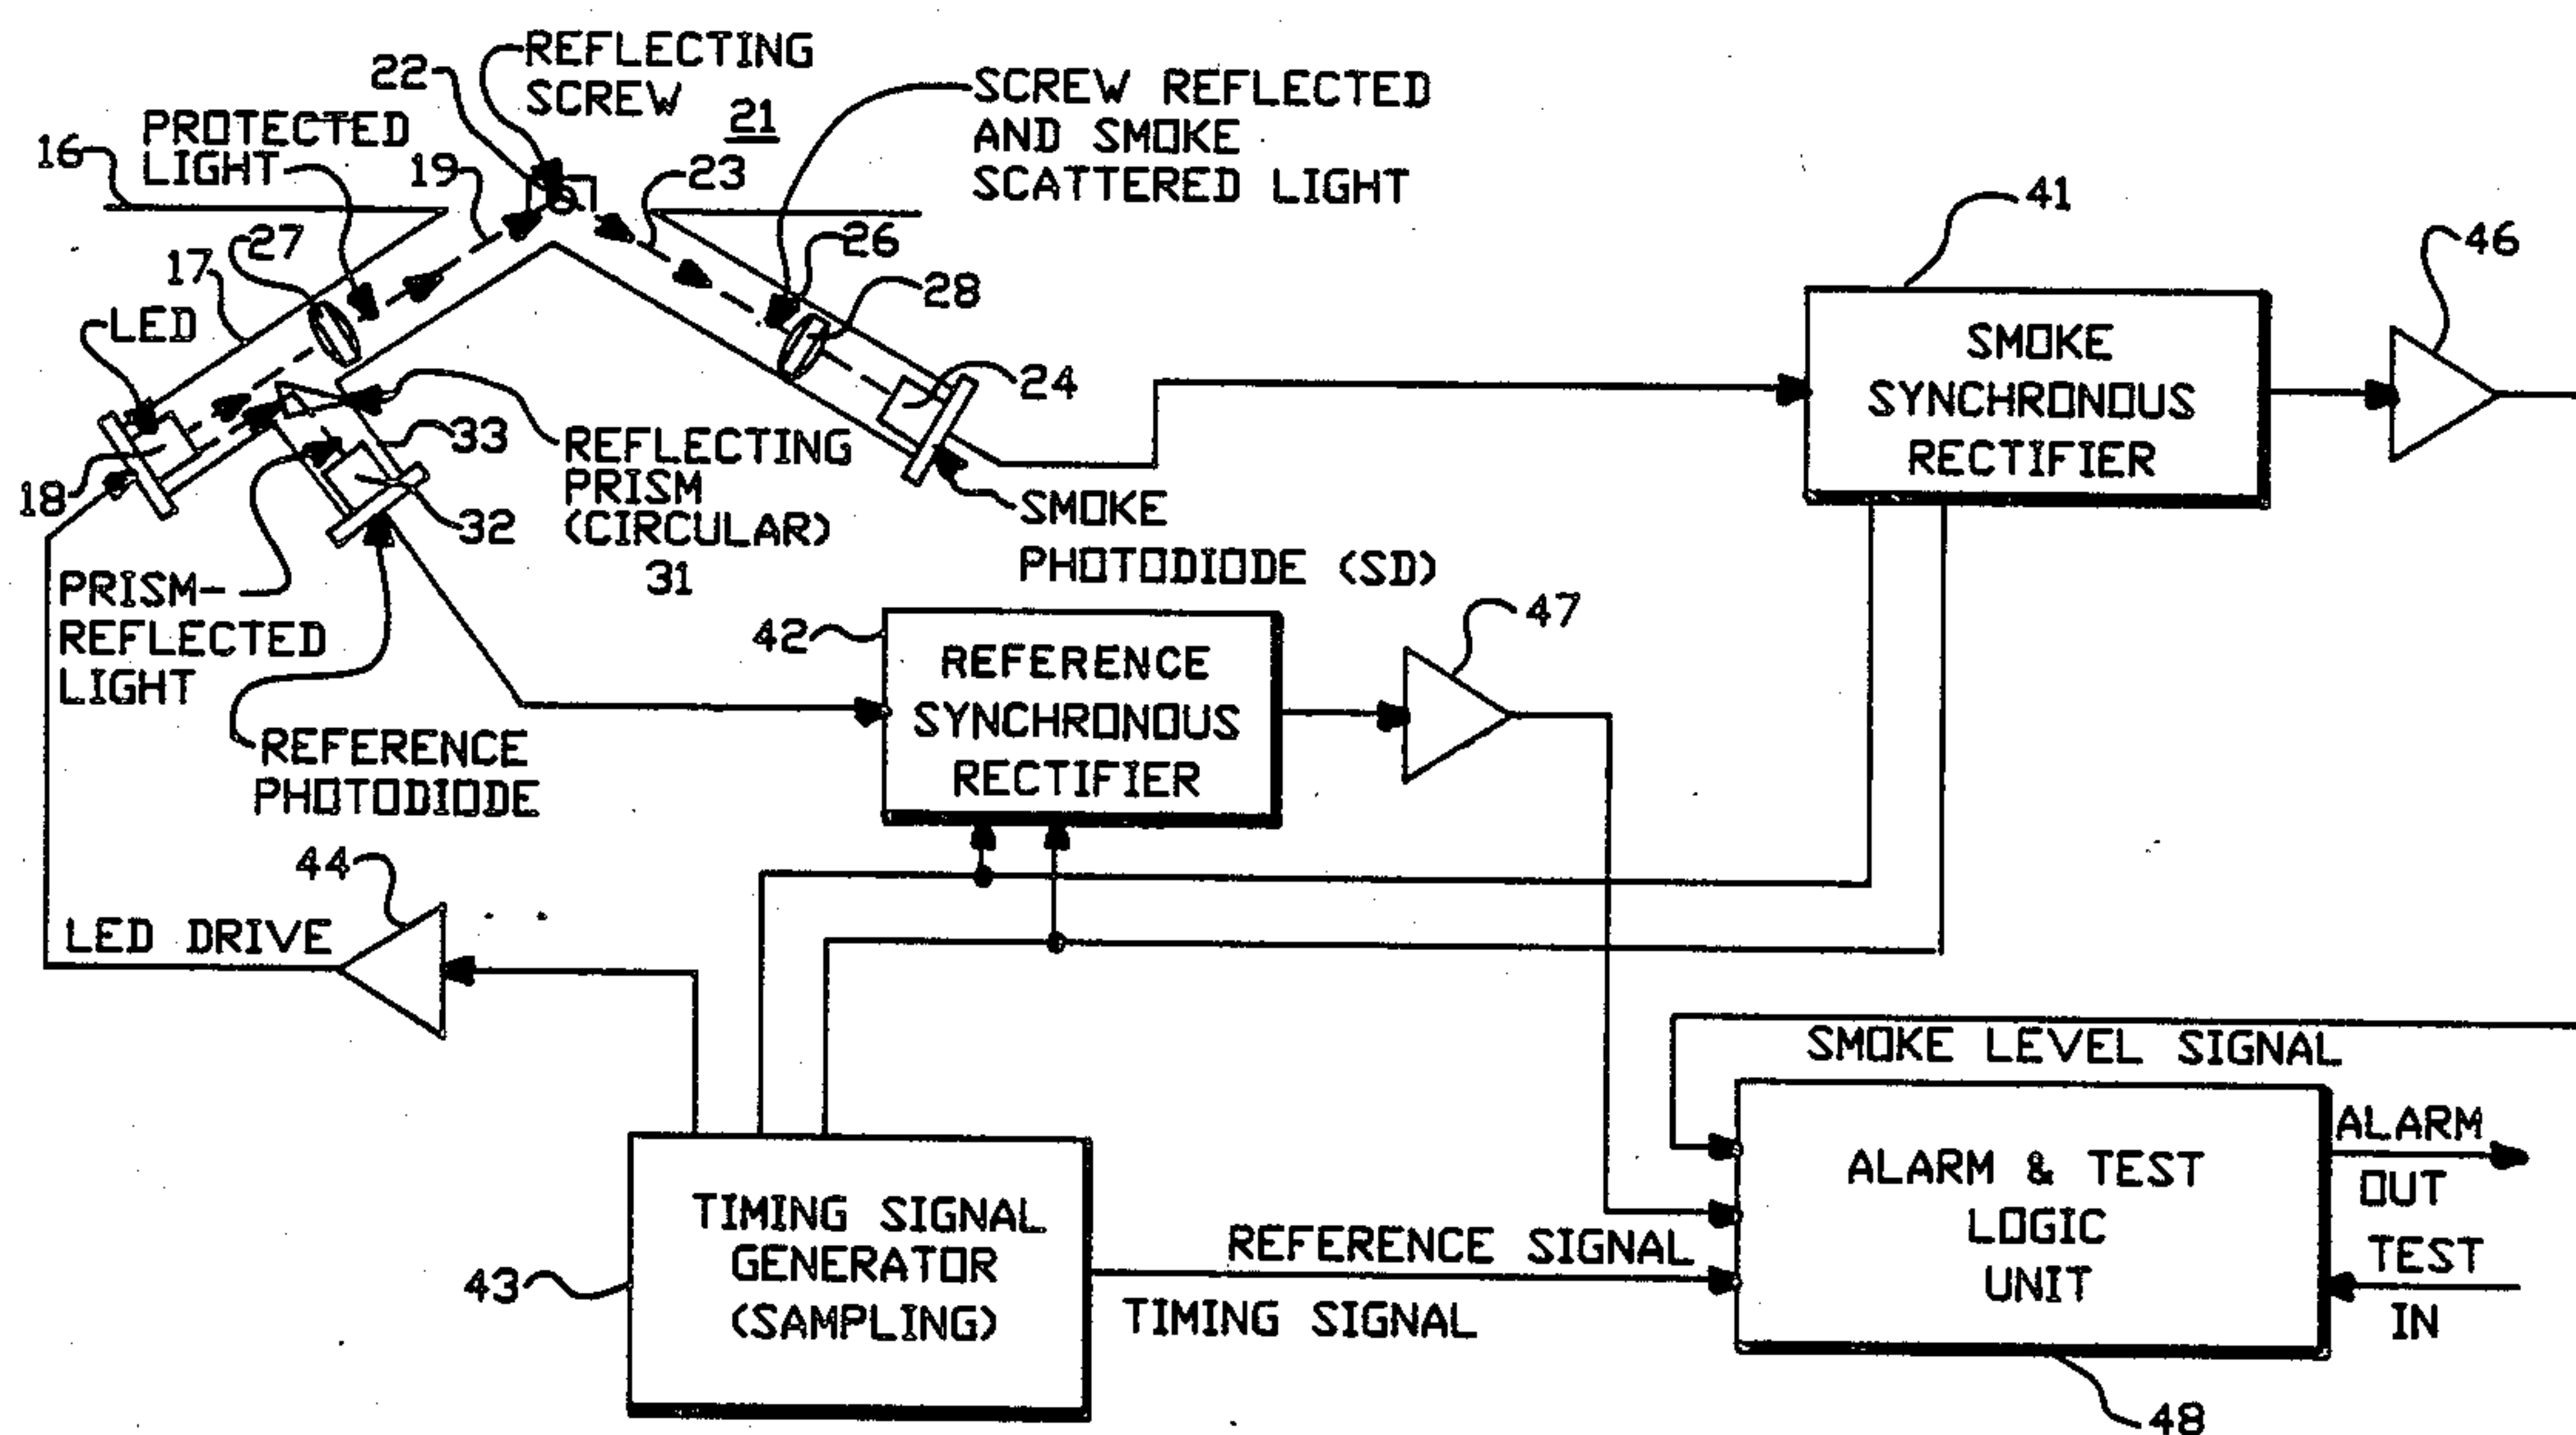 REFLECTING
SCREW
22
21
SCREW REFLECTED
AND SMOKE
SCATTERED LIGHT
PROTECTED
LIGHT
16
19
23
27
17
26
28
LED
24
18
33
REFLECTING
PRISM
(CIRCULAR)
31
32
SMOKE
PHOTODIODE (SD)
PRISM-
REFLECTED
LIGHT
REFERENCE
PHOTODIODE
41
SMOKE
SYNCHRONOUS
RECTIFIER
46
42
REFERENCE
SYNCHRONOUS
RECTIFIER
47
44
LED DRIVE
43
TIMING SIGNAL
GENERATOR
(SAMPLING)
REFERENCE SIGNAL
TIMING SIGNAL
SMOKE LEVEL SIGNAL
ALARM & TEST
LOGIC
UNIT
ALARM
OUT
TEST
IN
48